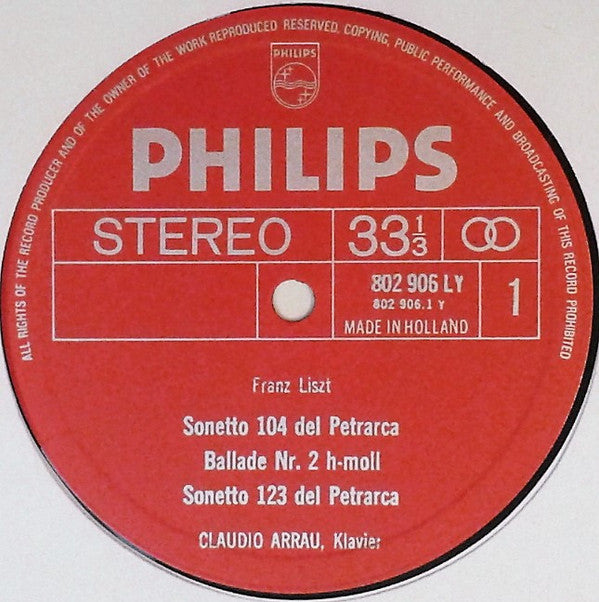 ALL RIGHTS OF THE RECORD PRODUCER AND OF THE OWNER OF THE WORK REPRODUCED RESERVED. COPYING, PUBLIC PERFORMANCE AND BROADCASTING OF THIS RECORD PROHIBITED
PHILIPS
PHILIPS
STEREO 33 1/3
802 906 LY
802 906.1 Y
MADE IN HOLLAND
1
Franz Liszt
Sonetto 104 del Petrarca
Ballade Nr. 2 h-moll
Sonetto 123 del Petrarca
CLAUDIO ARRAU, Klavier